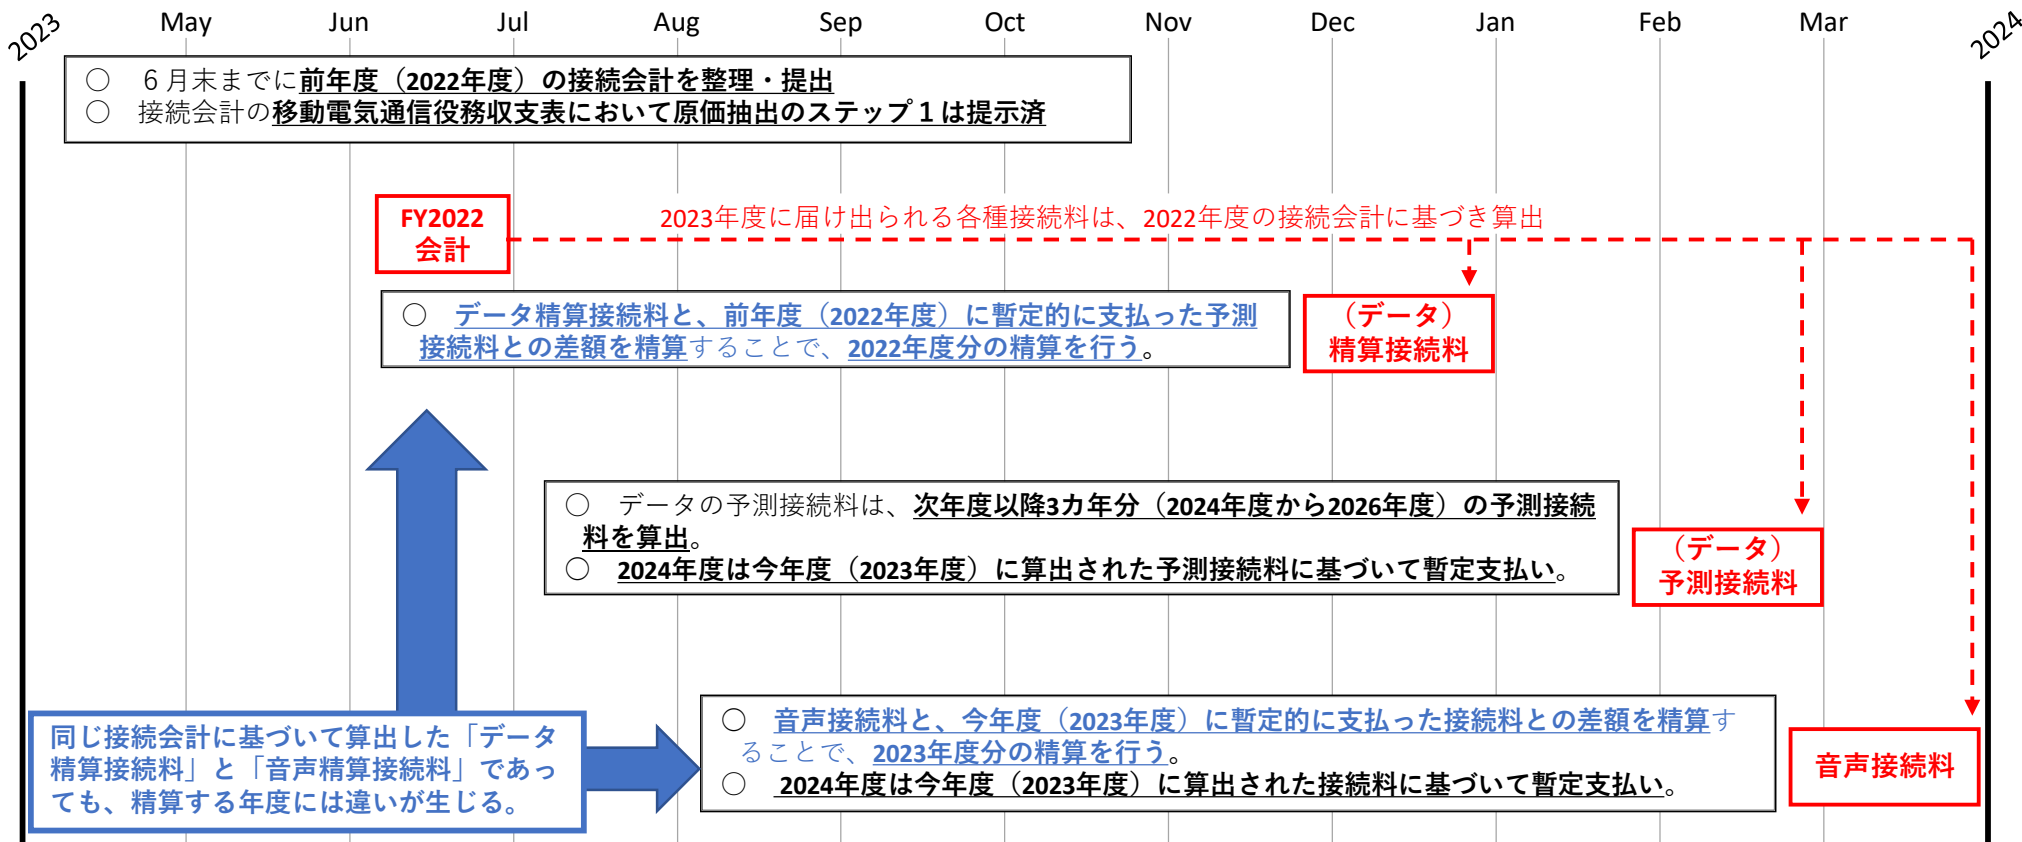 2023
May
Jun
Jul
Aug
Sep
Oct
Nov
Dec
Jan
Feb
Mar
2024
○ 6月末までに前年度（2022年度）の接続会計を整理・提出
○ 接続会計の移動電気通信役務収支表において原価抽出のステップ1は提示済
FY2022
会計
2023年度に届け出られる各種接続料は、2022年度の接続会計に基づき算出
○ データ精算接続料と、前年度（2022年度）に暫定的に支払った予測
接続料との差額を精算することで、2022年度分の精算を行う。
（データ）
精算接続料
○ データの予測接続料は、次年度以降3カ年分（2024年度から2026年度）の予測接続
料を算出。
○ 2024年度は今年度（2023年度）に算出された予測接続料に基づいて暫定支払い。
（データ）
予測接続料
同じ接続会計に基づいて算出した「データ
精算接続料」と「音声精算接続料」であっ
ても、精算する年度には違いが生じる。
○ 音声接続料と、今年度（2023年度）に暫定的に支払った接続料との差額を精算す
ることで、2023年度分の精算を行う。
○ 2024年度は今年度（2023年度）に算出された接続料に基づいて暫定支払い。
音声接続料